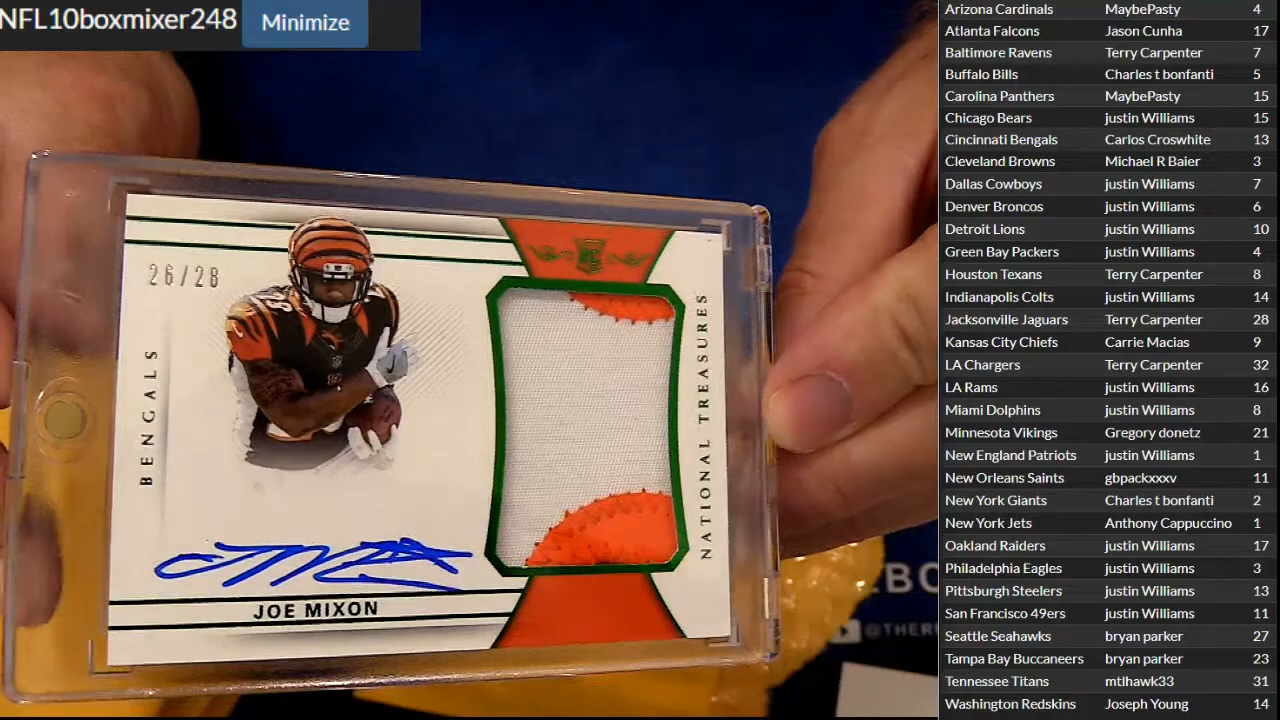 NFL10boxmixer248
Minimize
26/28
BENGALS
NATIONAL TREASURES
RC
JOE MIXON
Arizona Cardinals MaybePasty 4
Atlanta Falcons Jason Cunha 17
Baltimore Ravens Terry Carpenter 7
Buffalo Bills Charles t bonfanti 5
Carolina Panthers MaybePasty 15
Chicago Bears justin Williams 15
Cincinnati Bengals Carlos Croswhite 13
Cleveland Browns Michael R Baier 3
Dallas Cowboys justin Williams 7
Denver Broncos justin Williams 6
Detroit Lions justin Williams 10
Green Bay Packers justin Williams 4
Houston Texans Terry Carpenter 8
Indianapolis Colts justin Williams 14
Jacksonville Jaguars Terry Carpenter 28
Kansas City Chiefs Carrie Macias 9
LA Chargers Terry Carpenter 32
LA Rams justin Williams 16
Miami Dolphins justin Williams 8
Minnesota Vikings Gregory donetz 21
New England Patriots justin Williams 1
New Orleans Saints gbpackxxxv 11
New York Giants Charles t bonfanti 2
New York Jets Anthony Cappuccino 1
Oakland Raiders justin Williams 17
Philadelphia Eagles justin Williams 3
Pittsburgh Steelers justin Williams 13
San Francisco 49ers justin Williams 11
Seattle Seahawks bryan parker 27
Tampa Bay Buccaneers bryan parker 23
Tennessee Titans mtlhawk33 31
Washington Redskins Joseph Young 14